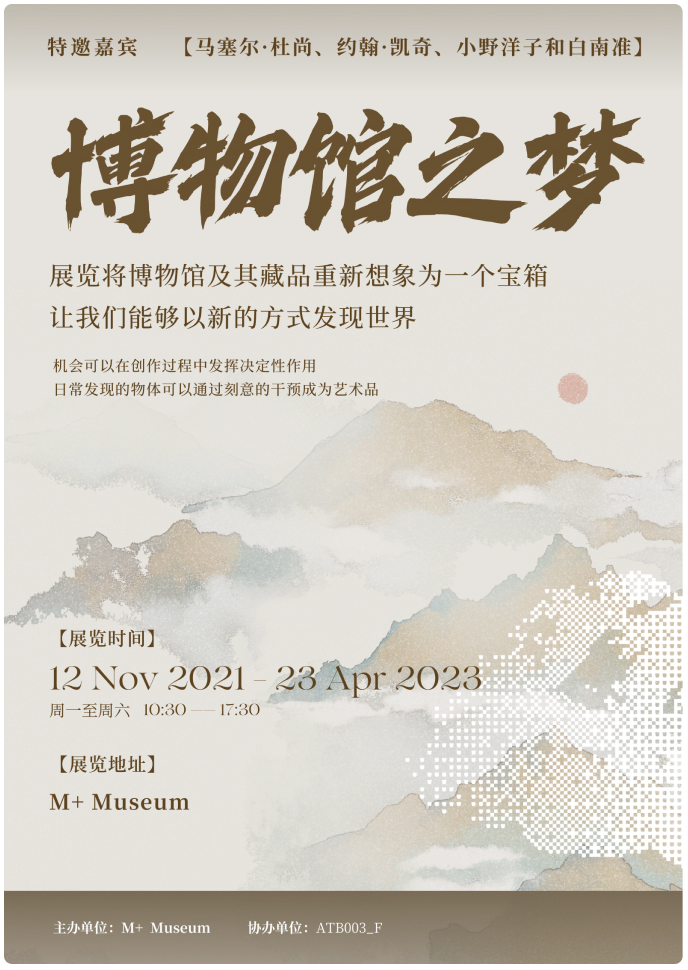 特邀嘉宾 【马塞尔·杜尚、约翰·凯奇、小野洋子和白南准】
博物馆之梦
展览将博物馆及其藏品重新想象为一个宝箱
让我们能够以新的方式发现世界
机会可以在创作过程中发挥决定性作用
日常发现的物体可以通过刻意的干预成为艺术品
【展览时间】
12 Nov 2021 - 23 Apr 2023
周一至周六 10:30 —— 17:30
【展览地址】
M+ Museum
主办单位：M+ Museum 协办单位：ATB003_F